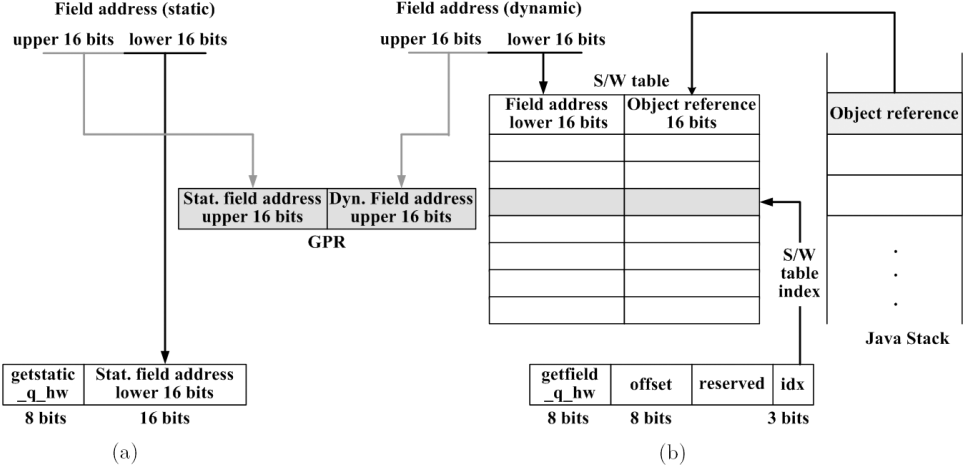 Field address (static)
upper 16 bits lower 16 bits
Field address (dynamic)
upper 16 bits lower 16 bits
S/W table
Field address
lower 16 bits
Object reference
16 bits
Object reference
Stat. field address
upper 16 bits
Dyn. Field address
upper 16 bits
GPR
S/W
table
index
.
.
.
Java Stack
getstatic
_q_hw
Stat. field address
lower 16 bits
8 bits 16 bits
(a)
getfield
_q_hw
offset
reserved
idx
8 bits 8 bits 3 bits
(b)